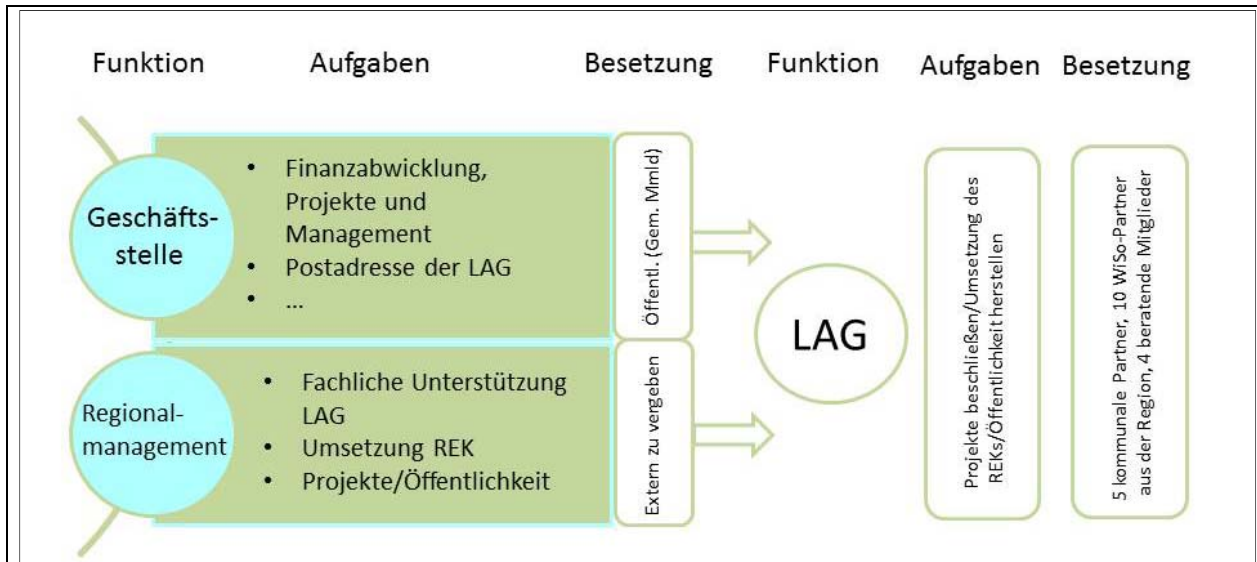 Funktion
Aufgaben
Besetzung
Funktion
Aufgaben
Besetzung
Geschäfts-
stelle
• Finanzabwicklung,
Projekte und
Management
• Postadresse der LAG
• ...
Öffentl. (Gem. Mmld)
Regional-
management
• Fachliche Unterstützung
LAG
• Umsetzung REK
• Projekte/Öffentlichkeit
Extern zu vergeben
LAG
Projekte beschließen/Umsetzung des
REKs/Öffentlichkeit herstellen
5 kommunale Partner, 10 WiSo-Partner
aus der Region, 4 beratende Mitglieder